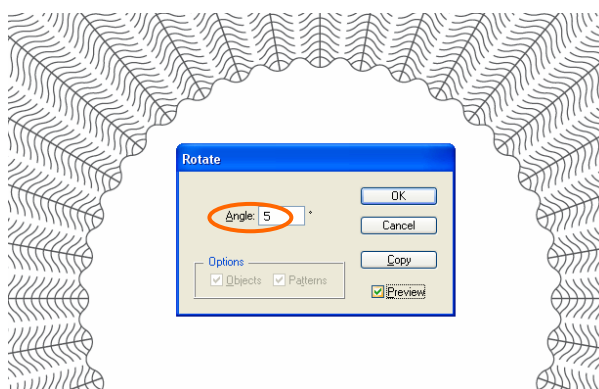 Rotate
Angle: 5 °
OK
Cancel
Options
Objects Patterns
Copy
Preview